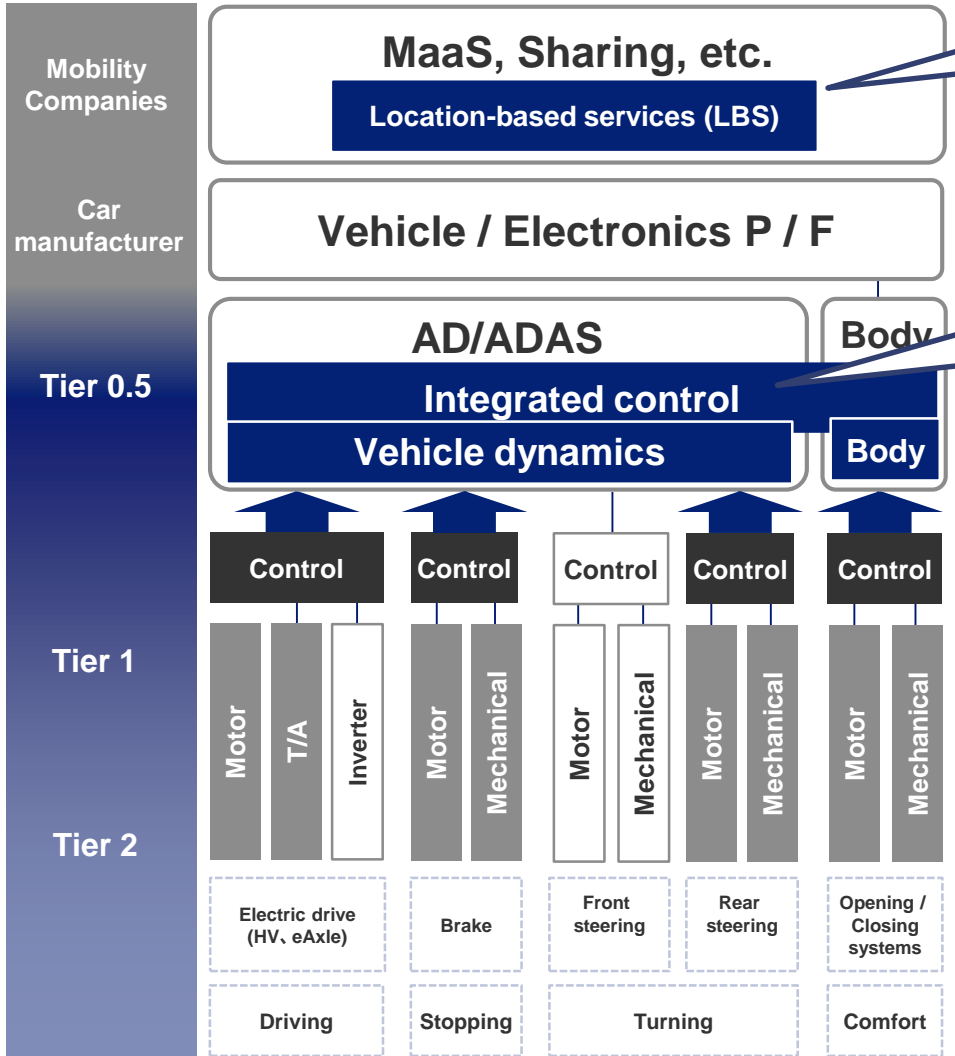 Mobility
Companies
MaaS, Sharing, etc.
Location-based services (LBS)
Car
manufacturer
Vehicle / Electronics P / F
Tier 0.5
AD/ADAS
Body
Integrated control
Vehicle dynamics
Body
Control
Control
Control
Control
Control
Tier 1
Motor
T/A
Inverter
Motor
Mechanical
Motor
Mechanical
Motor
Mechanical
Motor
Mechanical
Tier 2
Electric drive
(HV、eAxle)
Brake
Front
steering
Rear
steering
Opening /
Closing
systems
Driving
Stopping
Turning
Comfort